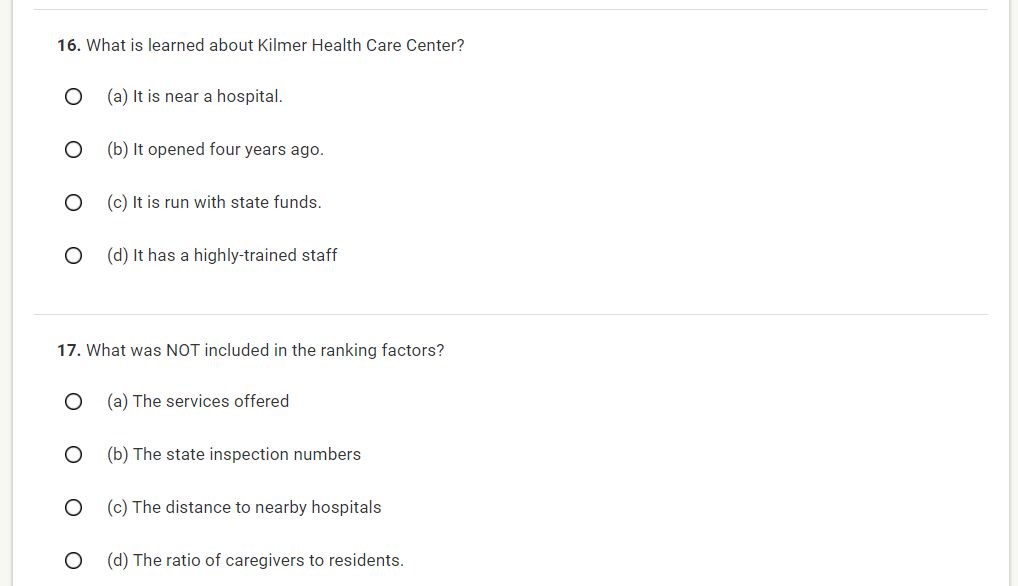 16. What is learned about Kilmer Health Care Center?
(a) It is near a hospital.
(b) It opened four years ago.
(c) It is run with state funds.
(d) It has a highly-trained staff
17. What was NOT included in the ranking factors?
(a) The services offered
(b) The state inspection numbers
(c) The distance to nearby hospitals
(d) The ratio of caregivers to residents.